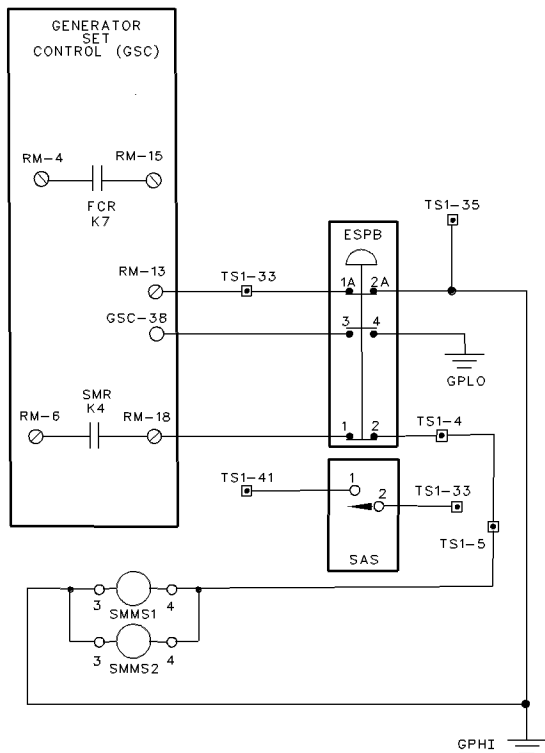 GENERATOR
SET
CONTROL (GSC)
RM-4
RM-15
FCR
K7
TS1-35
ESPB
RM-13
TS1-33
1A
2A
GSC-38
3
4
GPLO
SMR
K4
RM-6
RM-18
1
2
TS1-4
TS1-41
1
2
TS1-33
SAS
TS1-5
3
4
SMMS1
3
4
SMMS2
GPHI